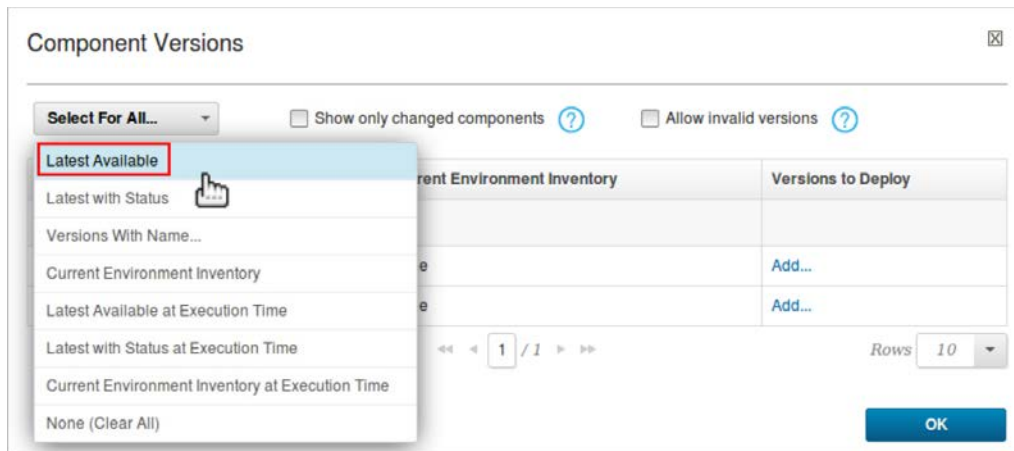 Component Versions
Select For All...
Show only changed components ?
Allow invalid versions ?
Latest Available
Latest with Status
Versions With Name...
Current Environment Inventory
Latest Available at Execution Time
Latest with Status at Execution Time
Current Environment Inventory at Execution Time
None (Clear All)
Environment Inventory
Versions to Deploy
Add...
Add...
1 / 1
Rows 10
OK